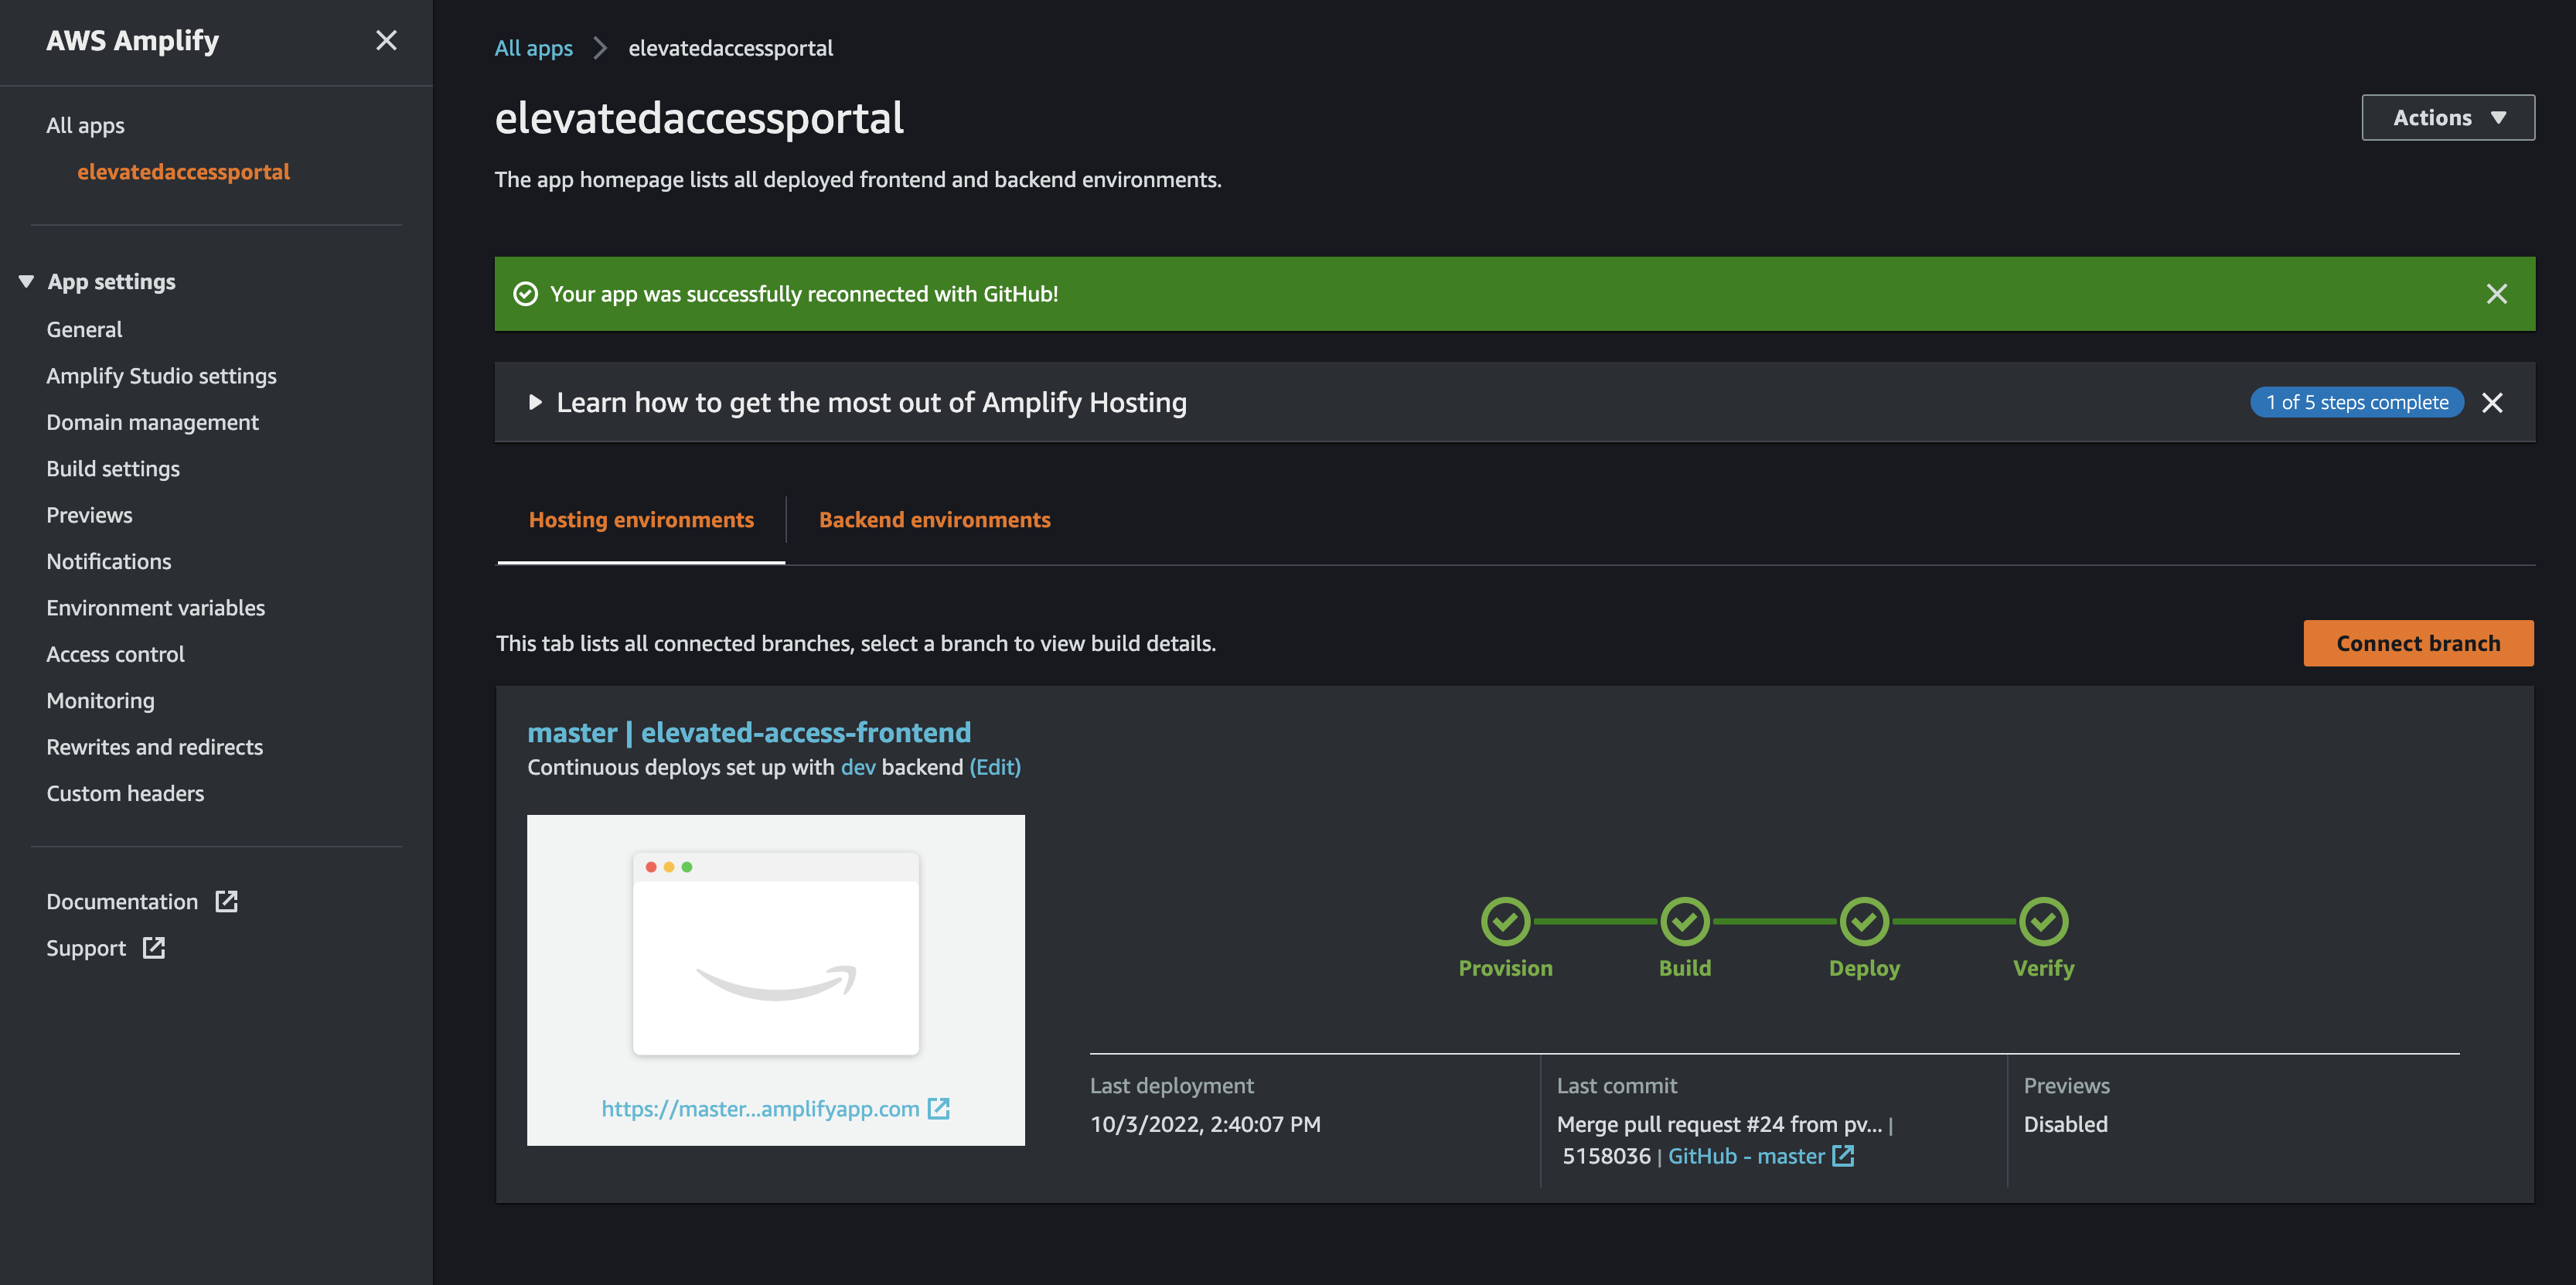 AWS Amplify
All apps
elevatedaccessportal
App settings
General
Amplify Studio settings
Domain management
Build settings
Previews
Notifications
Environment variables
Access control
Monitoring
Rewrites and redirects
Custom headers
Documentation
Support
All apps elevatedaccessportal
elevatedaccessportal
Actions
The app homepage lists all deployed frontend and backend environments.
Your app was successfully reconnected with GitHub!
Learn how to get the most out of Amplify Hosting
1 of 5 steps complete
Hosting environments
Backend environments
This tab lists all connected branches, select a branch to view build details.
Connect branch
master | elevated-access-frontend
Continuous deploys set up with dev backend (Edit)
https://master...amplifyapp.com
Provision
Build
Deploy
Verify
Last deployment
10/3/2022, 2:40:07 PM
Last commit
Merge pull request #24 from pv... |
5158036 | GitHub - master
Previews
Disabled